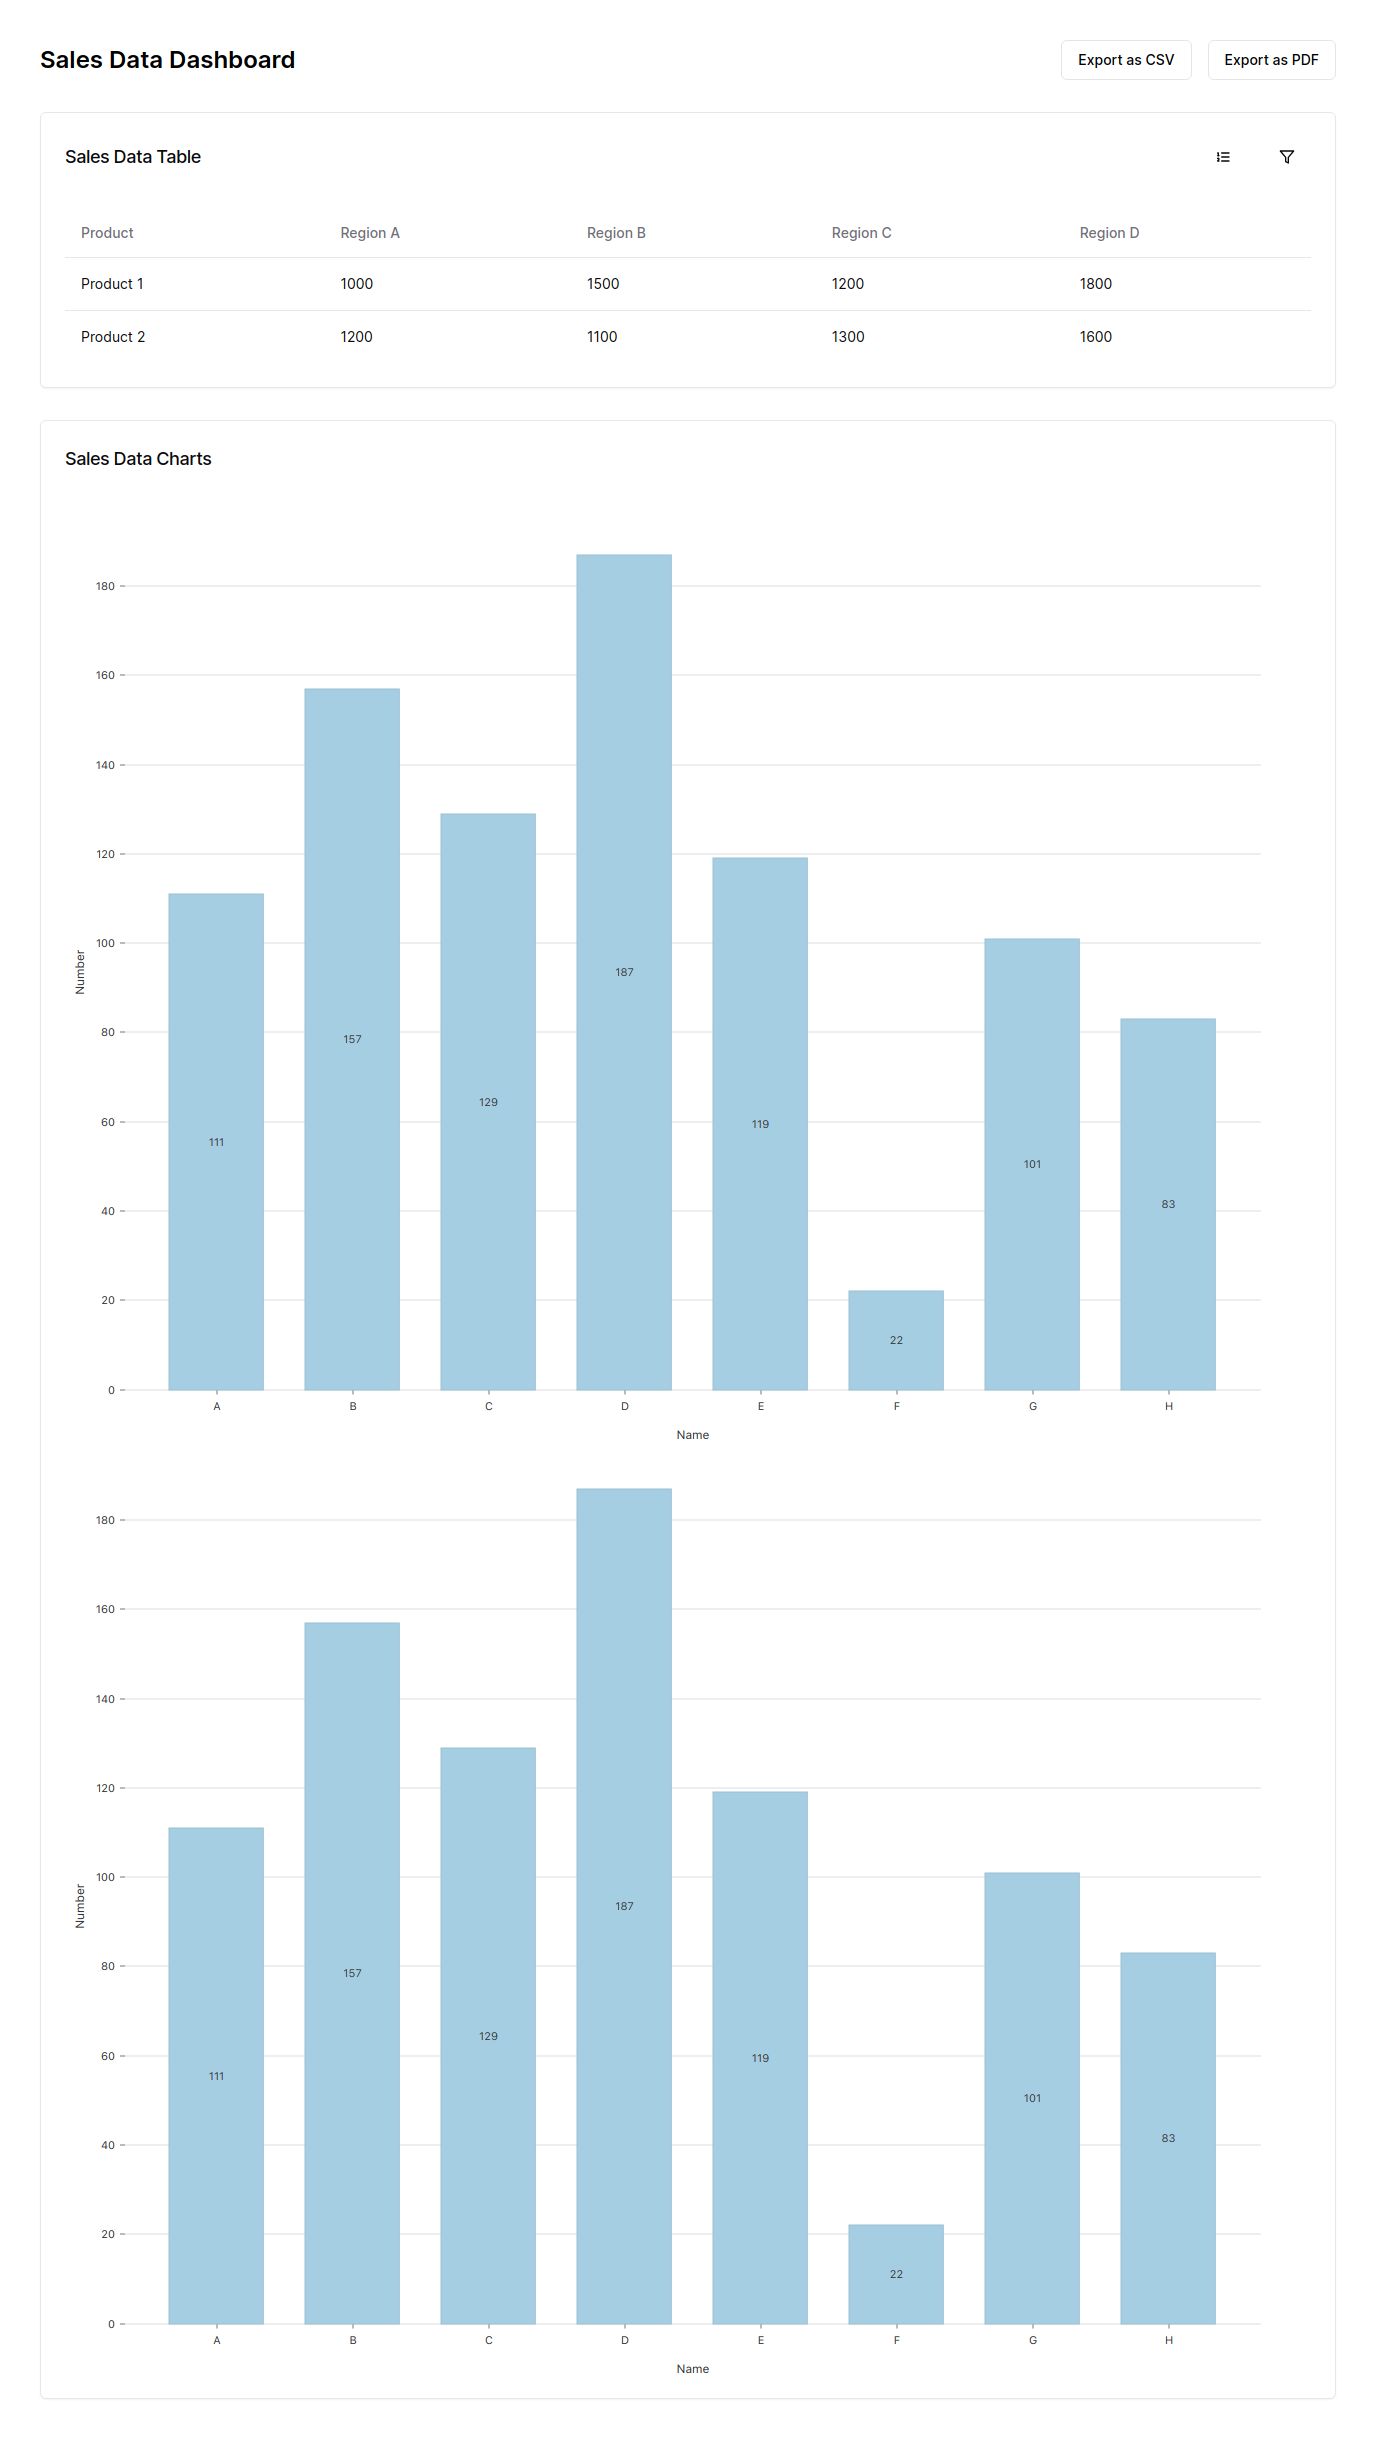 Sales Data Dashboard
Export as CSV
Export as PDF
Sales Data Table
Product Region A Region B Region C Region D
Product 1 1000 1500 1200 1800
Product 2 1200 1100 1300 1600
Sales Data Charts
180
160
140
120
100
80
60
40
20
0
Number
187
157
129
119
111
101
83
22
A B C D E F G H
Name
180
160
140
120
100
80
60
40
20
0
Number
187
157
129
119
111
101
83
22
A B C D E F G H
Name